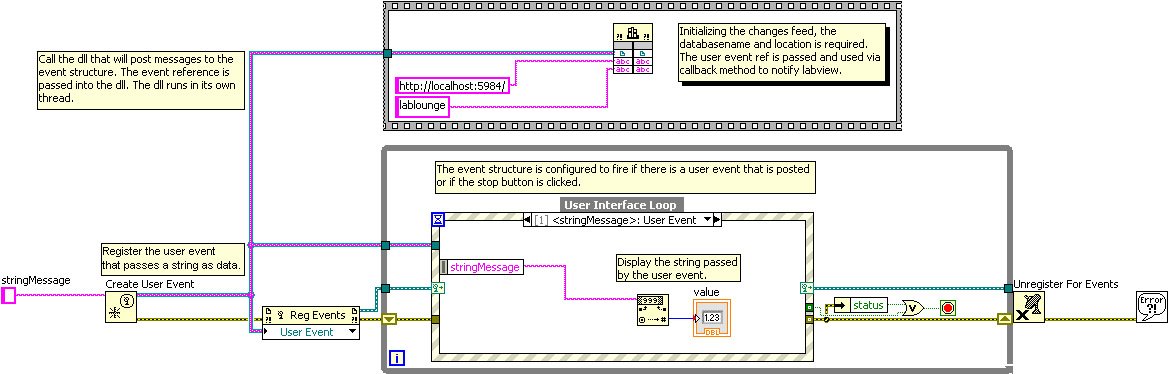 Call the dll that will post messages to the
event structure. The event reference is
passed into the dll. The dll runs in its own
thread.
abc
abc
abc
abc
http://localhost:5984/
lablounge
Initializing the changes feed, the
databasename and location is required.
The user event ref is passed and used via
callback method to notify labview.
The event structure is configured to fire if there is a user event that is posted
or if the stop button is clicked.
User Interface Loop
[1] <stringMessage>: User Event
Register the user event
that passes a string as data.
stringMessage
Create User Event
Reg Events
User Event
stringMessage
Display the string passed
by the user event.
value
9999
1.23
DBL
status
v
Unregister For Events
Error
?!
i